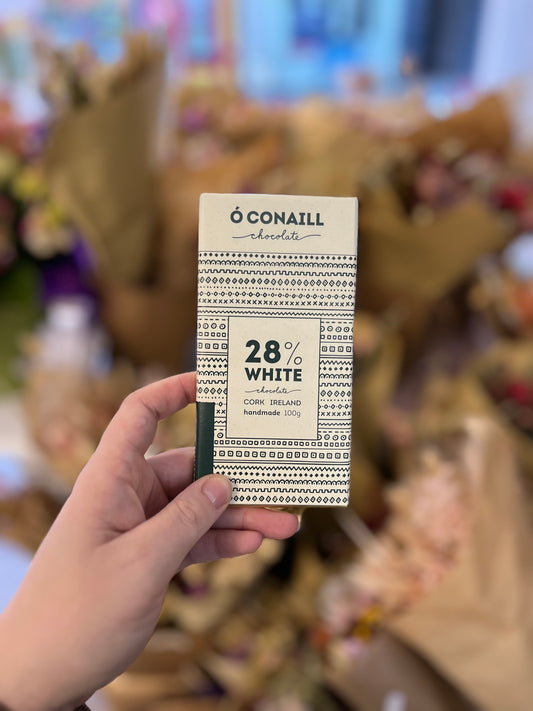 Ó CONAILL
chocolate
28%
WHITE
chocolate
CORK IRELAND
handmade 100g